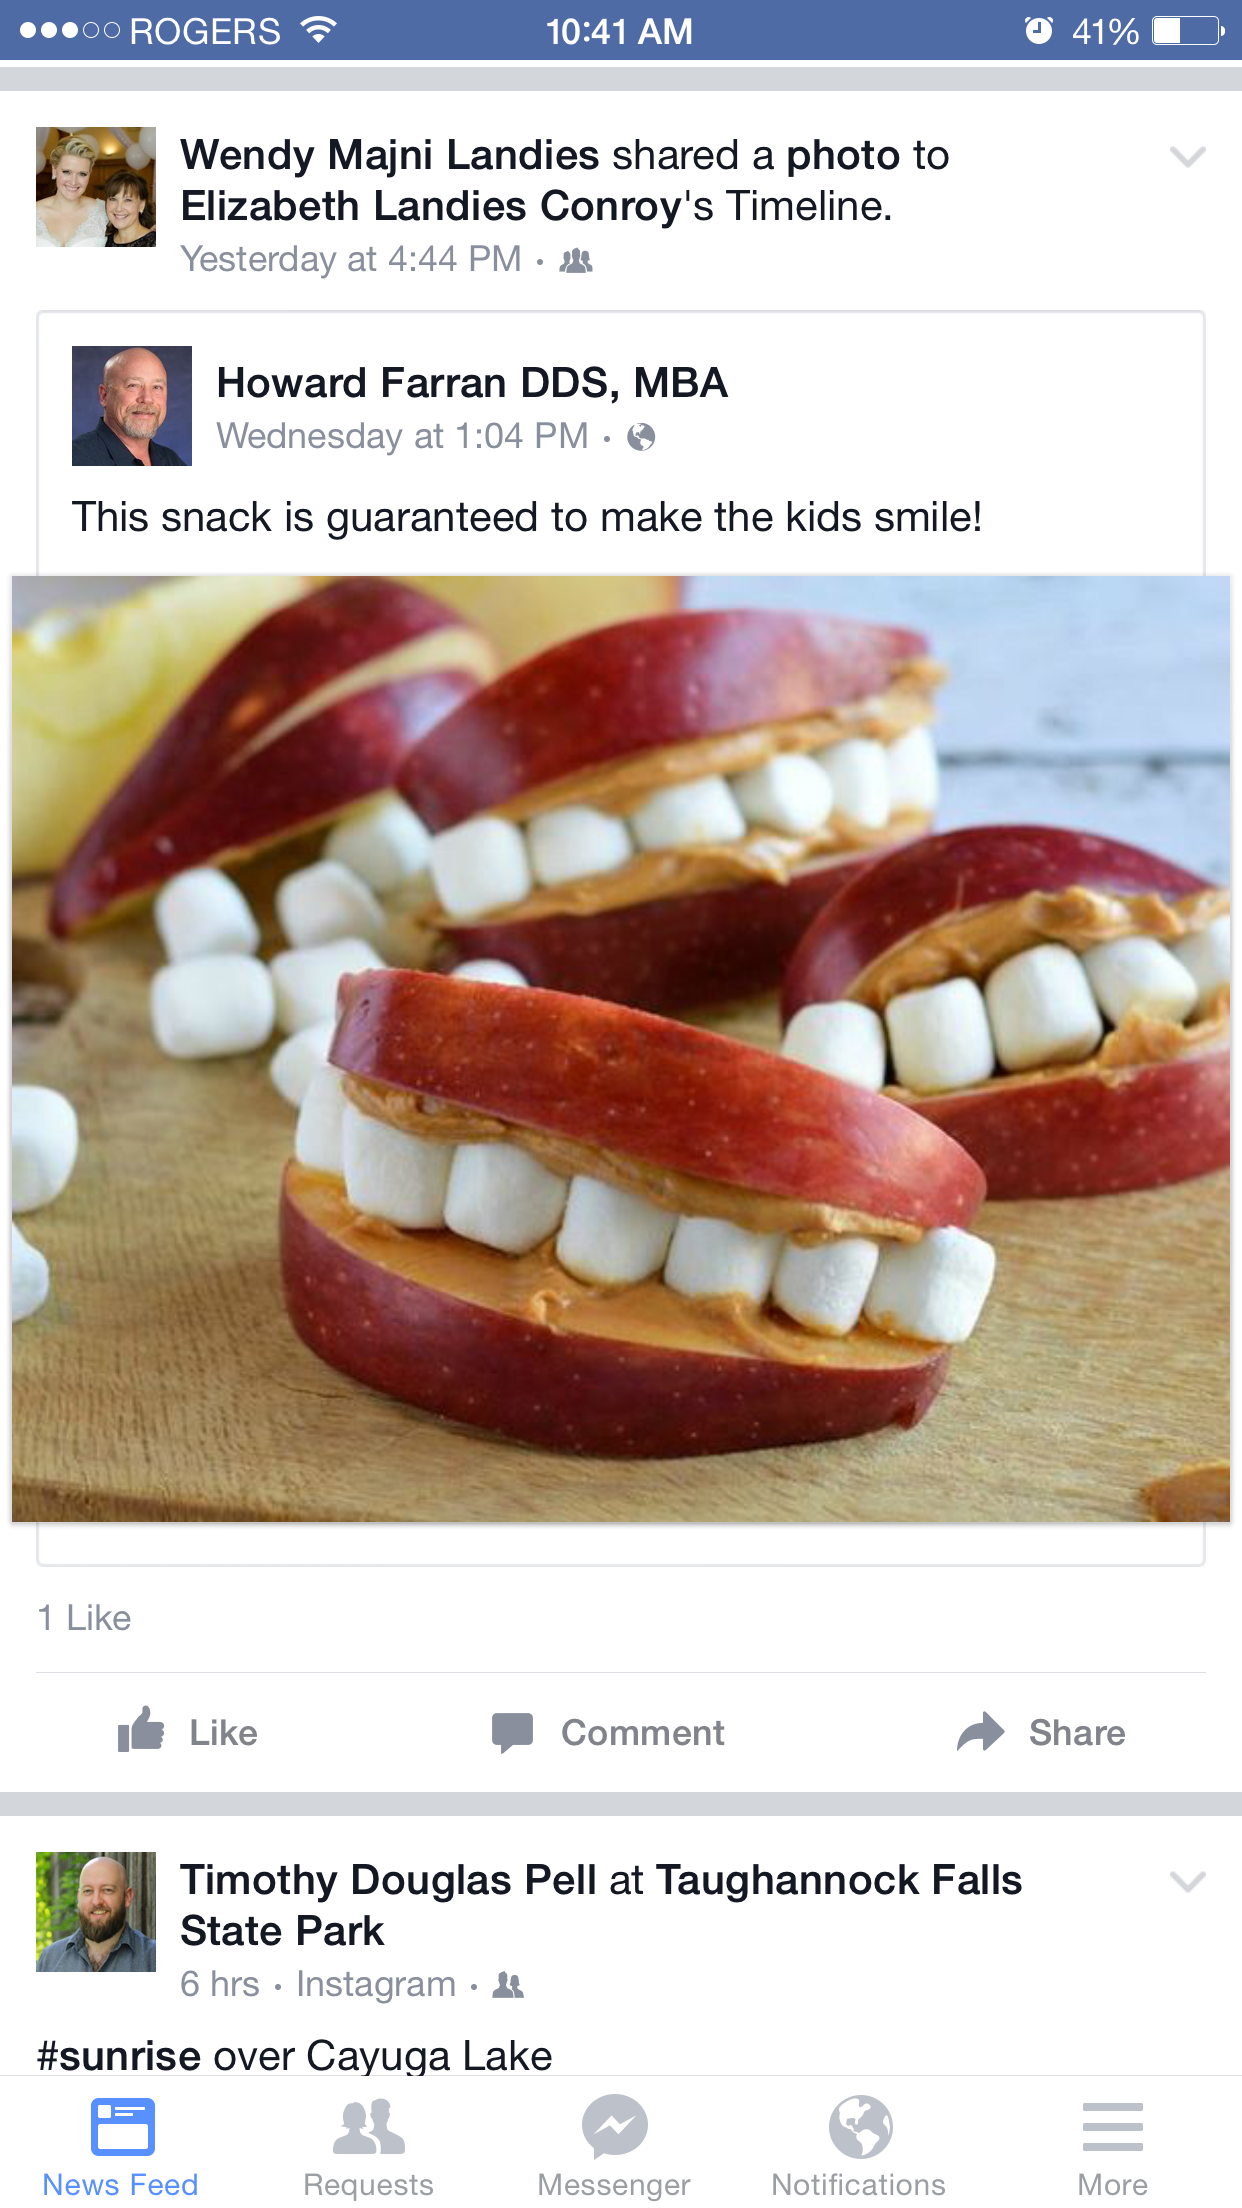 ROGERS 10:41 AM 41%
Wendy Majni Landies shared a photo to
Elizabeth Landies Conroy's Timeline.
Yesterday at 4:44 PM ·
Howard Farran DDS, MBA
Wednesday at 1:04 PM ·
This snack is guaranteed to make the kids smile!
1 Like
Like Comment Share
Timothy Douglas Pell at Taughannock Falls
State Park
6 hrs · Instagram ·
#sunrise over Cayuga Lake
News Feed Requests Messenger Notifications More